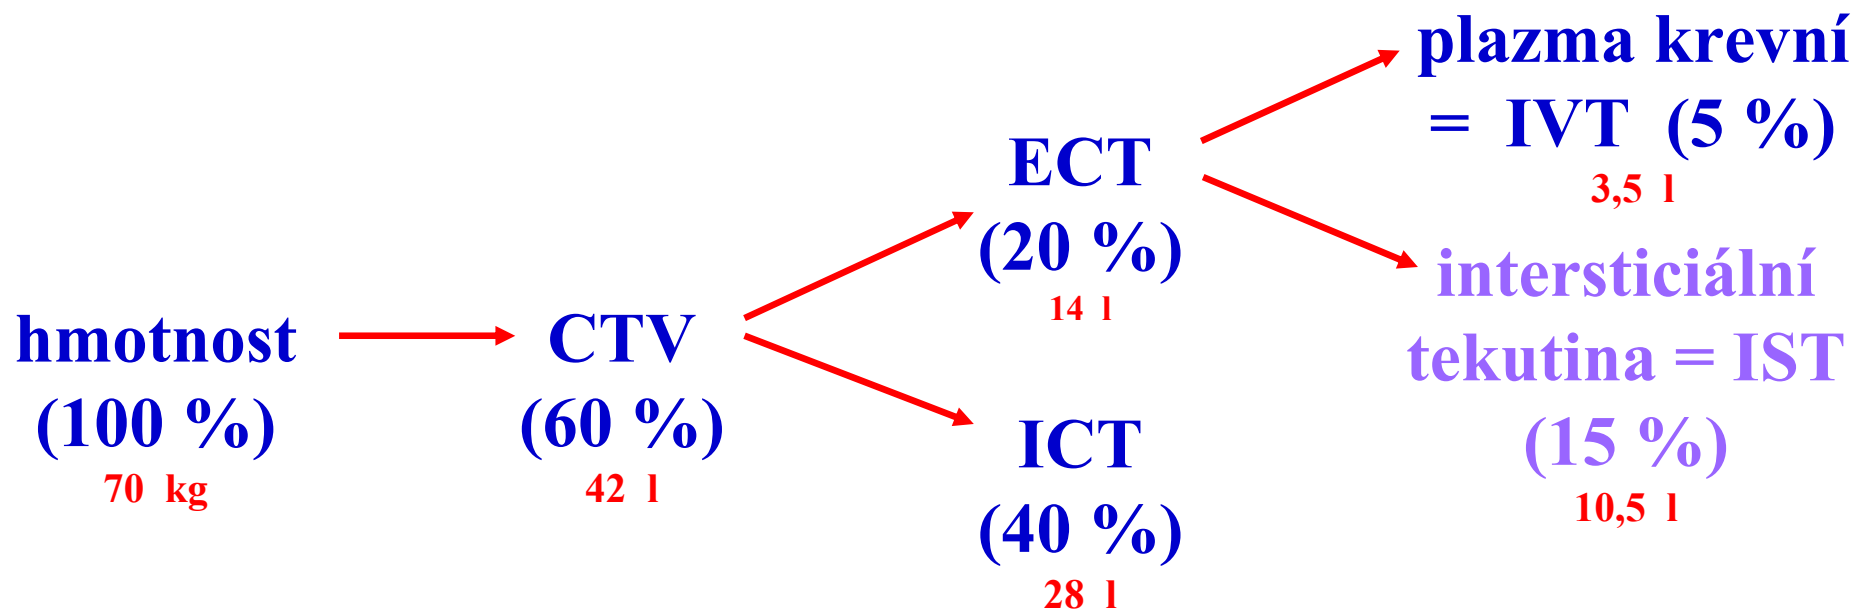 hmotnost
(100 %)
70 kg
CTV
(60 %)
42 l
ECT
(20 %)
14 l
ICT
(40 %)
28 l
plazma krevní
= IVT (5 %)
3,5 l
intersticiální
tekutina = IST
(15 %)
10,5 l